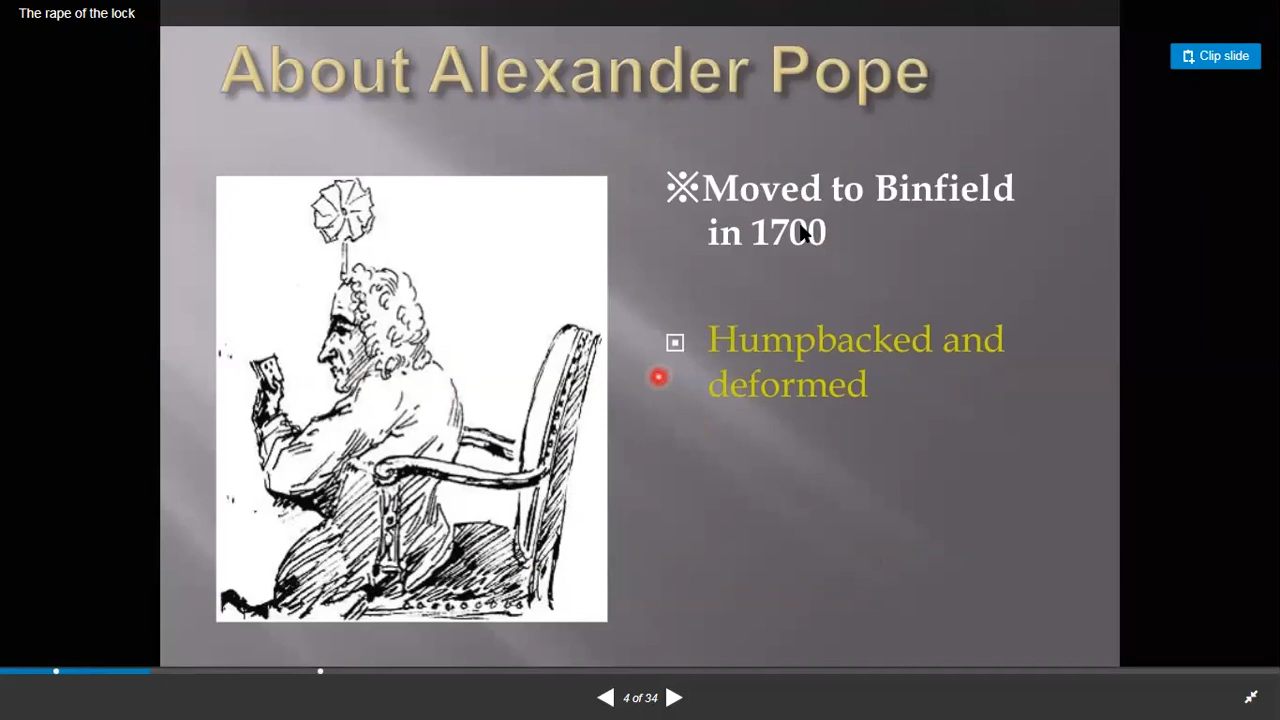 The rape of the lock
Clip slide
About Alexander Pope
※Moved to Binfield
in 1700
Humpbacked and
deformed
4 of 34